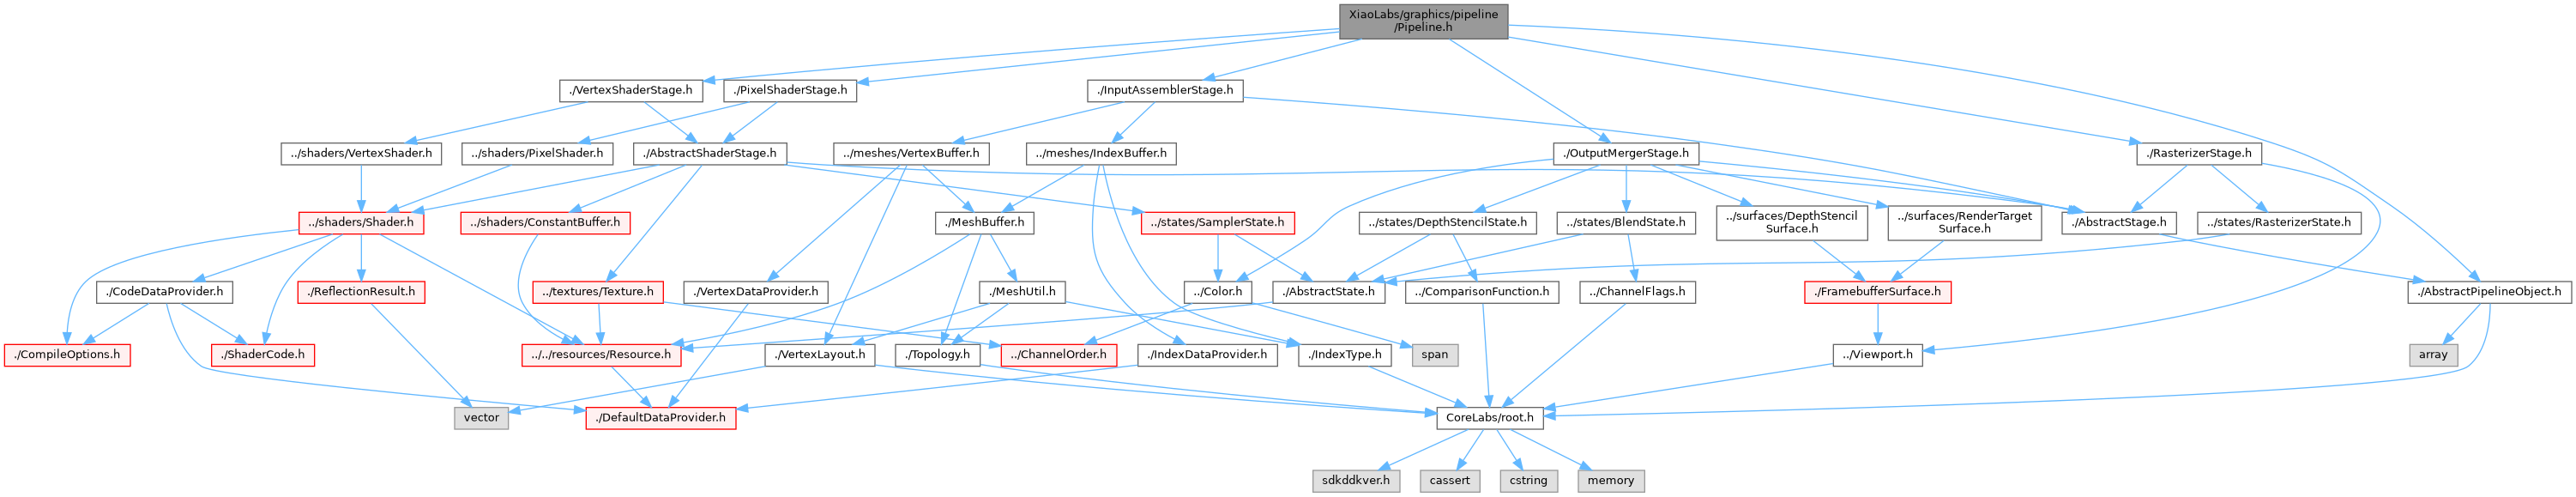 XiaoLabs/graphics/pipeline
/Pipeline.h
./VertexShaderStage.h
./PixelShaderStage.h
./InputAssemblerStage.h
../shaders/VertexShader.h
../shaders/PixelShader.h
./AbstractShaderStage.h
../meshes/VertexBuffer.h
../meshes/IndexBuffer.h
./OutputMergerStage.h
./RasterizerStage.h
../shaders/Shader.h
../shaders/ConstantBuffer.h
./MeshBuffer.h
../states/SamplerState.h
../states/DepthStencilState.h
../states/BlendState.h
../surfaces/DepthStencil
Surface.h
../surfaces/RenderTarget
Surface.h
./AbstractStage.h
../states/RasterizerState.h
./CodeDataProvider.h
./ReflectionResult.h
../textures/Texture.h
./VertexDataProvider.h
./MeshUtil.h
../Color.h
./AbstractState.h
../ComparisonFunction.h
../ChannelFlags.h
./FramebufferSurface.h
./AbstractPipelineObject.h
./CompileOptions.h
./ShaderCode.h
../../resources/Resource.h
./VertexLayout.h
./Topology.h
../ChannelOrder.h
./IndexDataProvider.h
./IndexType.h
span
../Viewport.h
array
vector
./DefaultDataProvider.h
CoreLabs/root.h
sdkddkver.h
cassert
cstring
memory